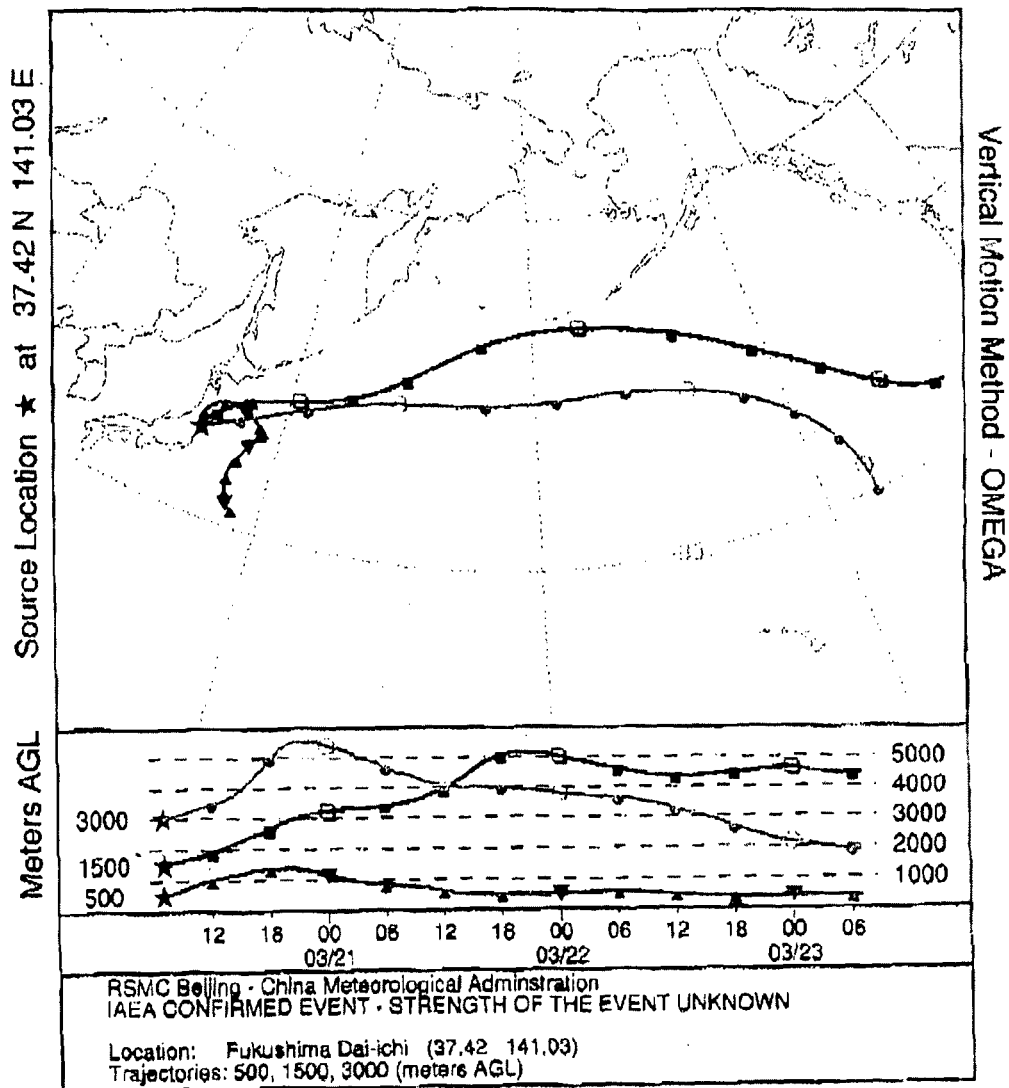 Source Location ★ at 37.42 N 141.03 E
Vertical Motion Method - OMEGA
Meters AGL
5000
4000
3000 3000
2000
1500
1000
500
12 18 00 06 12 18 00 06 12 18 00 06
03/21 03/22 03/23
RSMC Beijing - China Meteorological Adminstration
IAEA CONFIRMED EVENT - STRENGTH OF THE EVENT UNKNOWN
Location: Fukushima Dai-ichi (37.42 141.03)
Trajectories: 500, 1500, 3000 (meters AGL)